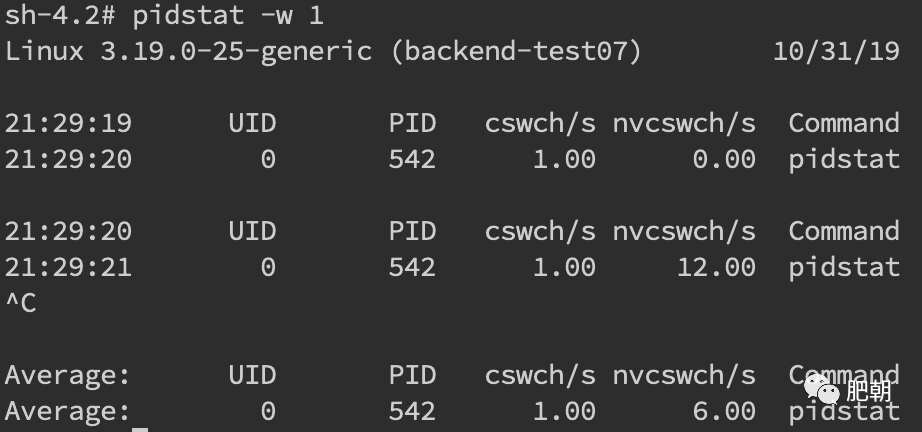 sh-4.2# pidstat -w 1
Linux 3.19.0-25-generic (backend-test07) 10/31/19
21:29:19 UID PID cswch/s nvcswch/s Command
21:29:20 0 542 1.00 0.00 pidstat
21:29:20 UID PID cswch/s nvcswch/s Command
21:29:21 0 542 1.00 12.00 pidstat
^C
Average: UID PID cswch/s nvcswch/s Command
Average: 0 542 1.00 6.00 pidstat
肥朝